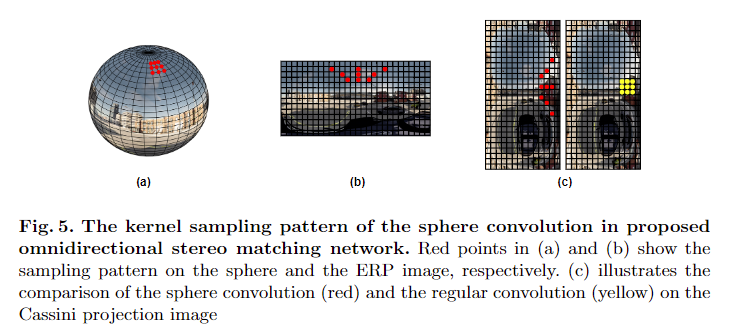 (a)
(b)
(c)
Fig. 5. The kernel sampling pattern of the sphere convolution in proposed
omnidirectional stereo matching network. Red points in (a) and (b) show the
sampling pattern on the sphere and the ERP image, respectively. (c) illustrates the
comparison of the sphere convolution (red) and the regular convolution (yellow) on the
Cassini projection image